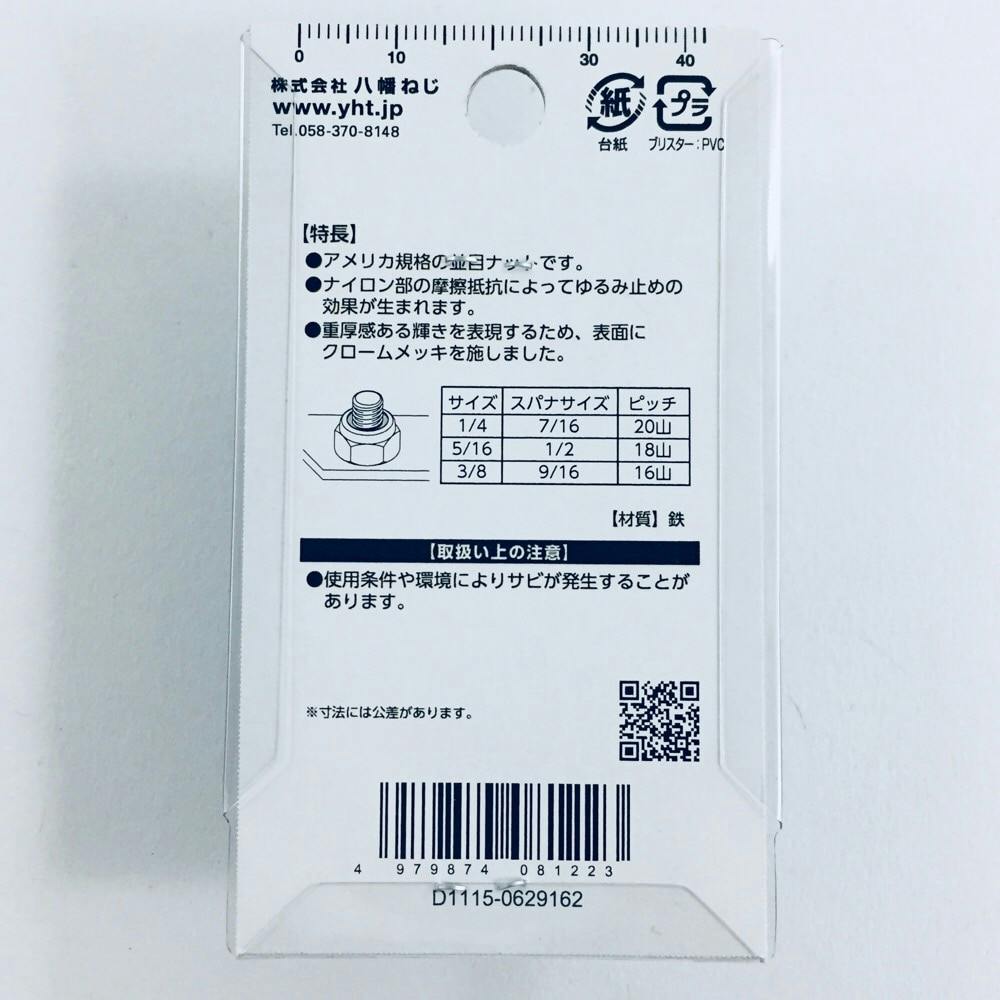 0 10 30 40
株式会社 八幡ねじ
www.yht.jp
Tel.058-370-8148
紙 プラ
台紙 ブリスター:PVC
【特長】
●アメリカ規格の並目ナットです。
●ナイロン部の摩擦抵抗によってゆるみ止めの
効果が生まれます。
●重厚感ある輝きを表現するため、表面に
クロームメッキを施しました。
サイズ スパナサイズ ピッチ
1/4 7/16 20山
5/16 1/2 18山
3/8 9/16 16山
【材質】鉄
【取扱い上の注意】
●使用条件や環境によりサビが発生することが
あります。
※寸法には公差があります。
4 979874 081223
D1115-0629162